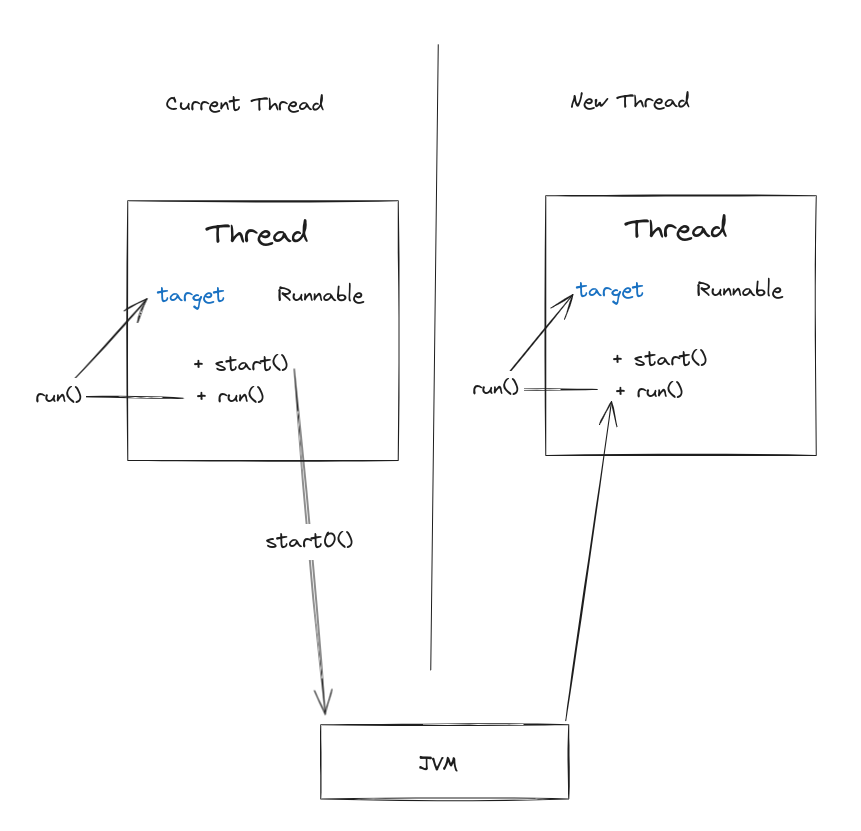 Current Thread
New Thread
Thread
target Runnable
+ start()
run()
+ run()
start0()
Thread
target Runnable
+ start()
run()
+ run()
JVM